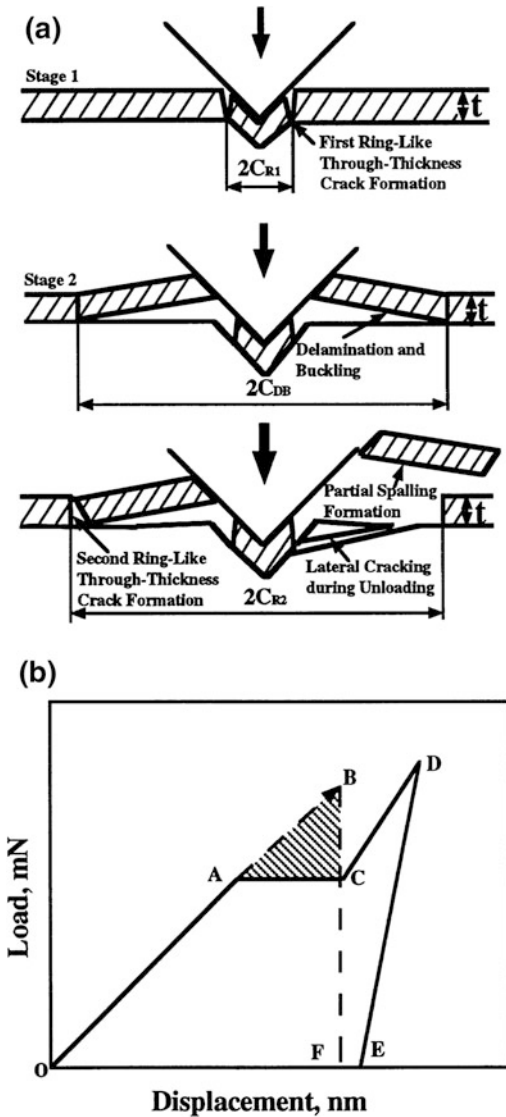 (a)
Stage 1
t
First Ring-Like
Through-Thickness
Crack Formation
2CR1
Stage 2
t
Delamination and
Buckling
2CDB
Partial Spalling
Formation
t
Second Ring-Like
Through-Thickness
Crack Formation
Lateral Cracking
during Unloading
2CR2
(b)
B
D
A
C
Load, mN
O
F
E
Displacement, nm